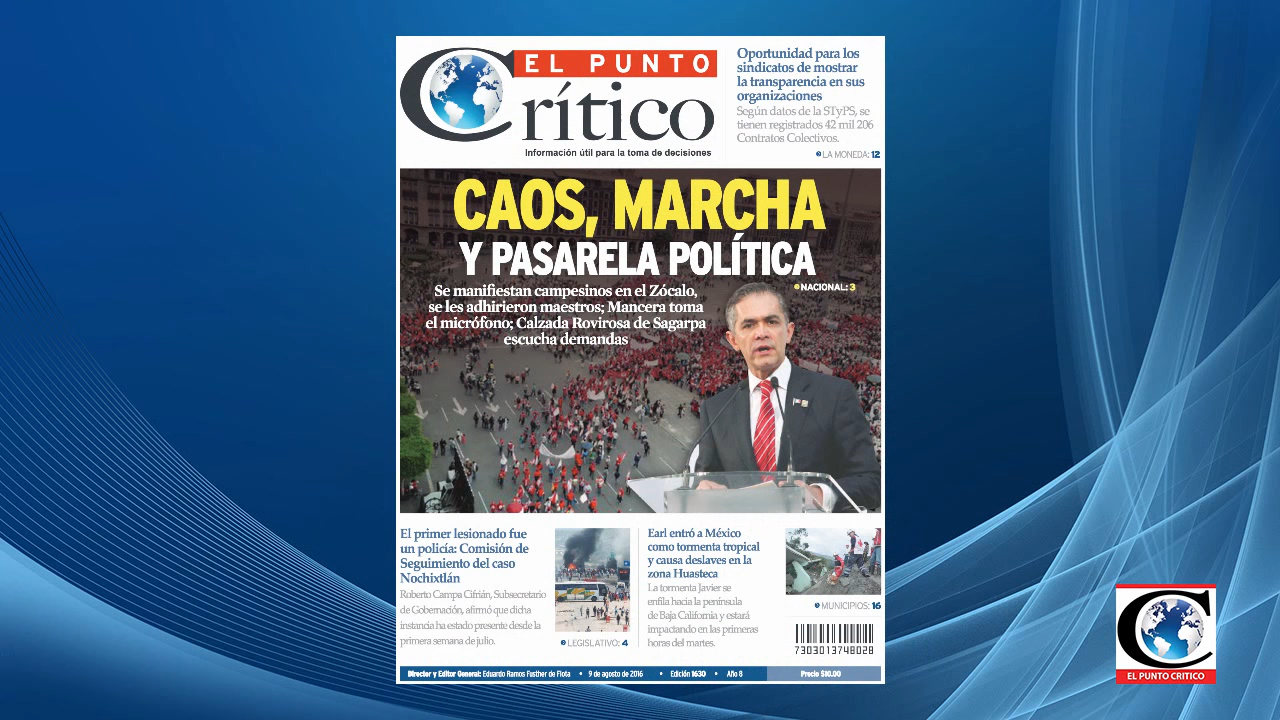 EL PUNTO
Crítico
Información útil para la toma de decisiones
Oportunidad para los
sindicatos de mostrar
la transparencia en sus
organizaciones
Según datos de la STyPS, se
tienen registrados 42 mil 206
Contratos Colectivos.
LA MONEDA: 12
CAOS, MARCHA
Y PASARELA POLÍTICA
NACIONAL: 3
Se manifiestan campesinos en el Zócalo,
se les adhirieron maestros; Mancera toma
el micrófono; Calzada Rovirosa de Sagarpa
escucha demandas
El primer lesionado fue
un policía: Comisión de
Seguimiento del caso
Nochixtlán
Roberto Campa Cifrián, Subsecretario
de Gobernación, afirmó que dicha
instancia ha estado presente desde la
primera semana de julio.
LEGISLATIVO: 4
Earl entró a México
como tormenta tropical
y causa deslaves en la
zona Huasteca
La tormenta Javier se
enfila hacia la península
de Baja California y estará
impactando en las primeras
horas del martes.
MUNICIPIOS: 16
7303013748028
Director y Editor General: Eduardo Ramos Fusther de Flota • 9 de agosto de 2016 • Edición 1630 • Año 8 Precio $10.00
C
EL PUNTO CRITICO